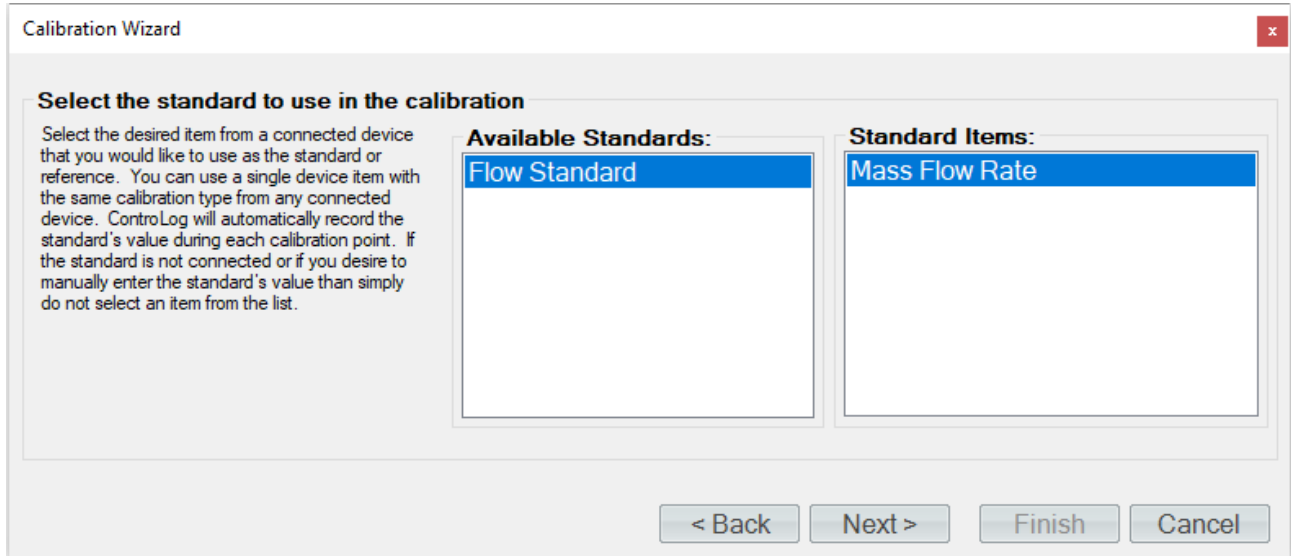 Calibration Wizard
x
Select the standard to use in the calibration
Select the desired item from a connected device
that you would like to use as the standard or
reference. You can use a single device item with
the same calibration type from any connected
device. ControLog will automatically record the
standard's value during each calibration point. If
the standard is not connected or if you desire to
manually enter the standard's value than simply
do not select an item from the list.
Available Standards:
Flow Standard
Standard Items:
Mass Flow Rate
< Back
Next >
Finish
Cancel